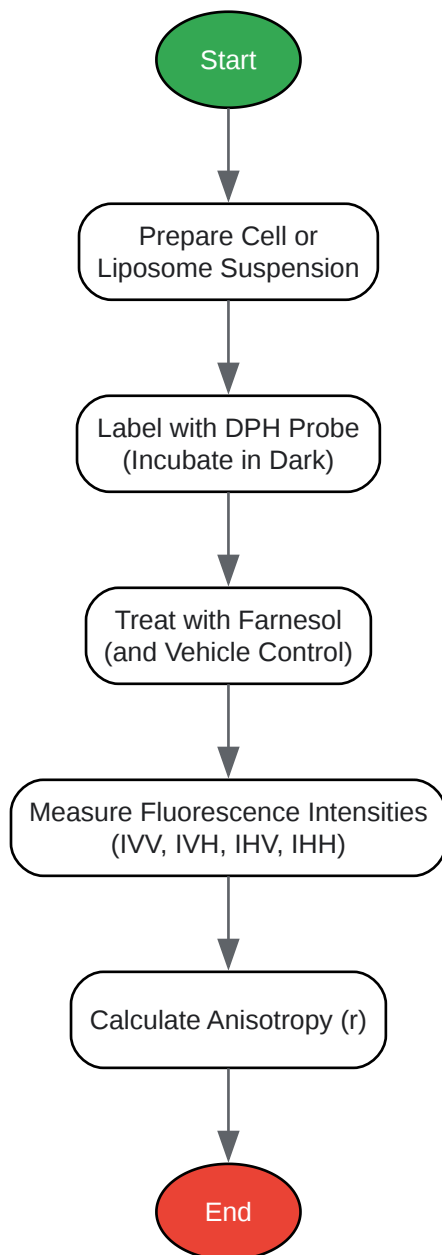 Start
Prepare Cell or
Liposome Suspension
Label with DPH Probe
(Incubate in Dark)
Treat with Farnesol
(and Vehicle Control)
Measure Fluorescence Intensities
(IVV, IVH, IHV, IHH)
Calculate Anisotropy (r)
End